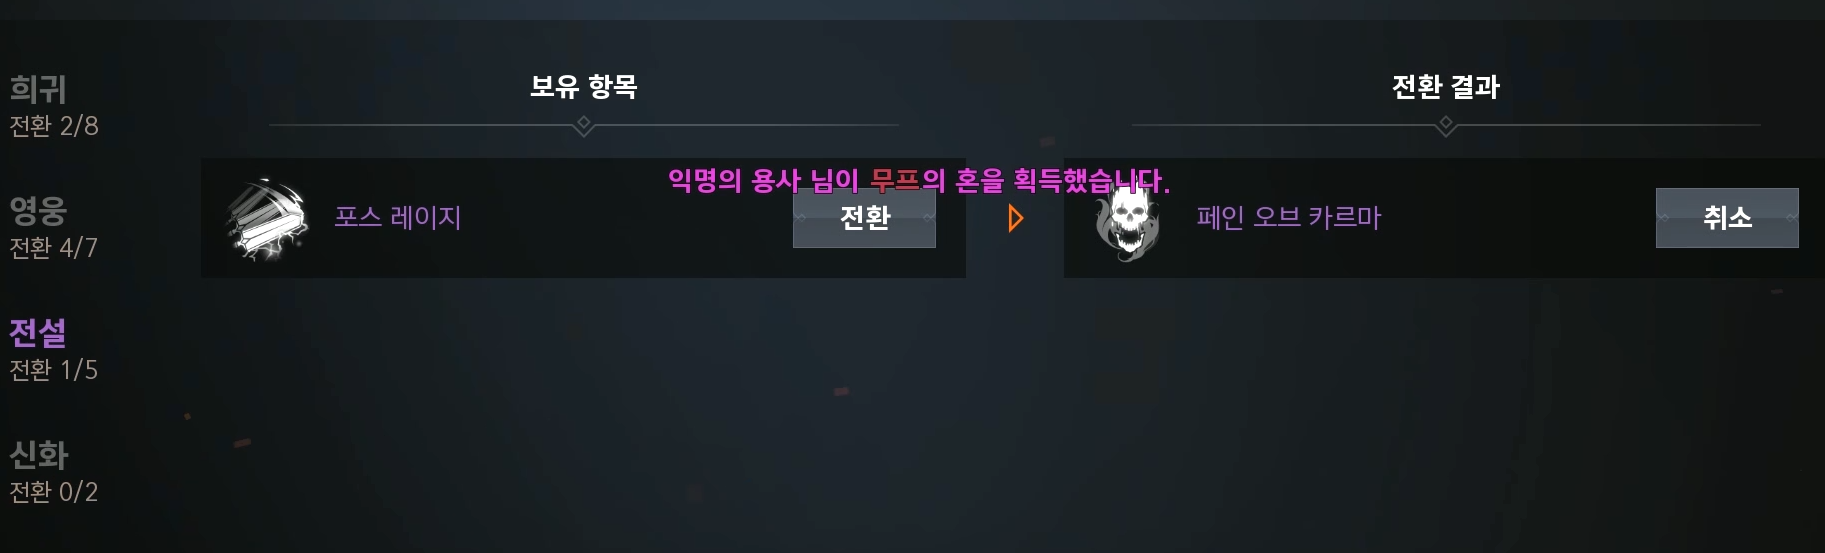 희귀
전환 2/8
영웅
전환 4/7
전설
전환 1/5
신화
전환 0/2
보유 항목
전환 결과
익명의 용사 님이 무프의 혼을 획득했습니다.
포스 레이지
전환
페인 오브 카르마
취소